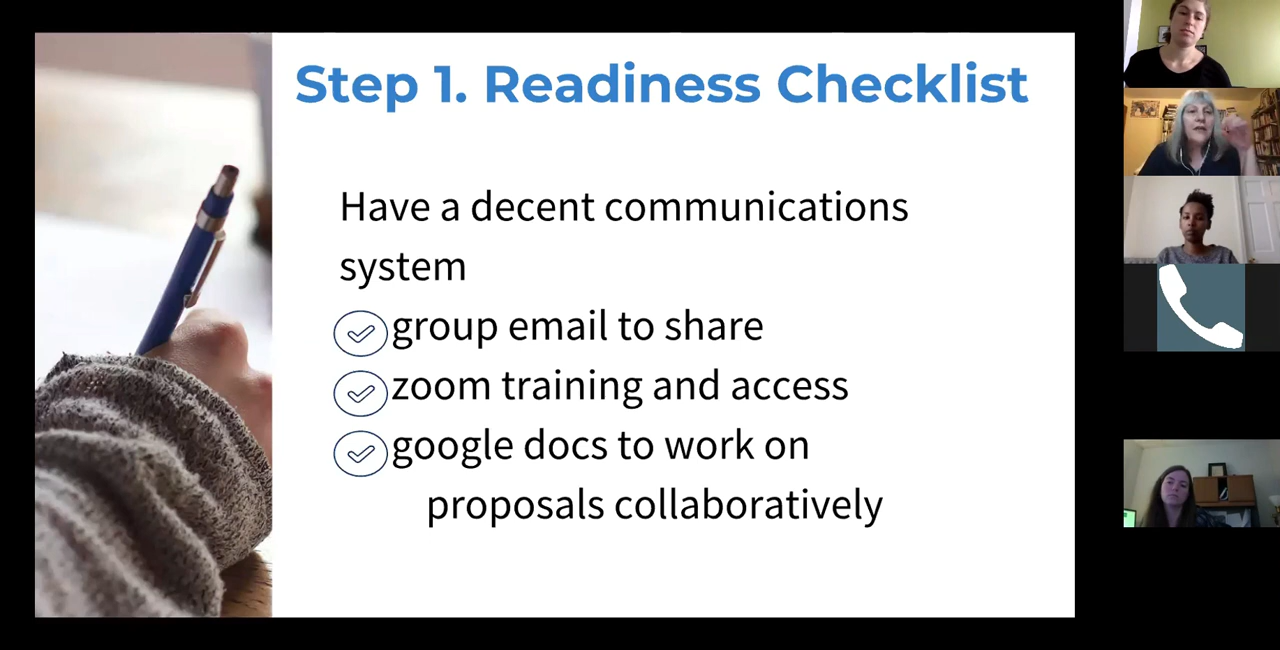 Step 1. Readiness Checklist
Have a decent communications
system
group email to share
zoom training and access
google docs to work on
proposals collaboratively